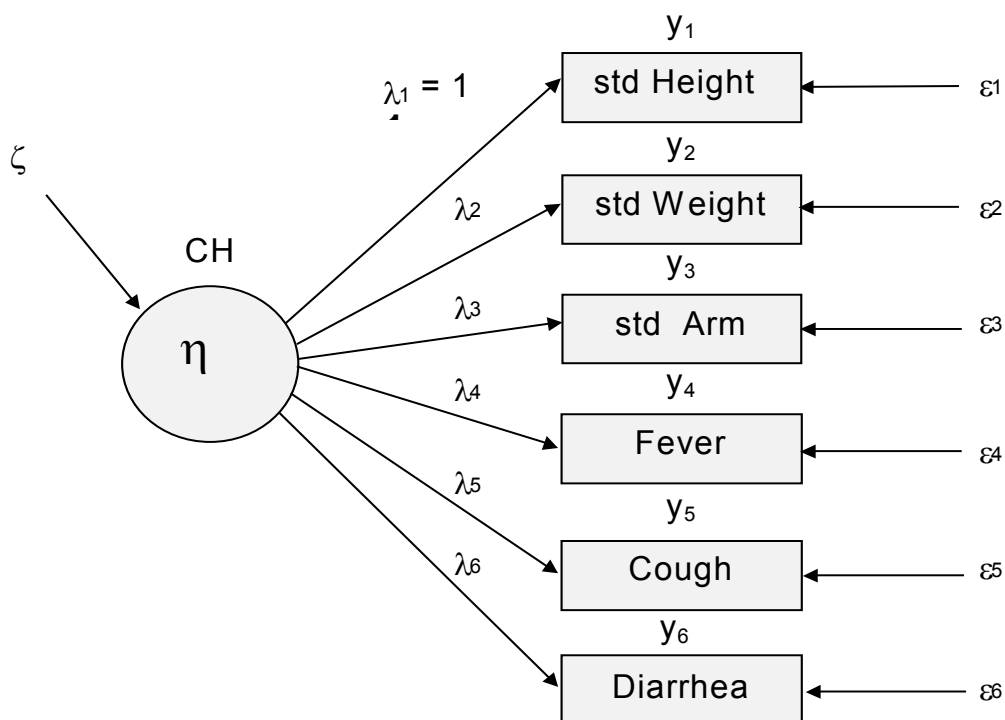 y1
std Height
λ1 = 1
ε1
y2
ζ
std Weight
λ2
ε2
CH
y3
η
std Arm
λ3
ε3
y4
λ4
Fever
ε4
y5
λ5
Cough
ε5
λ6
y6
Diarrhea
ε6